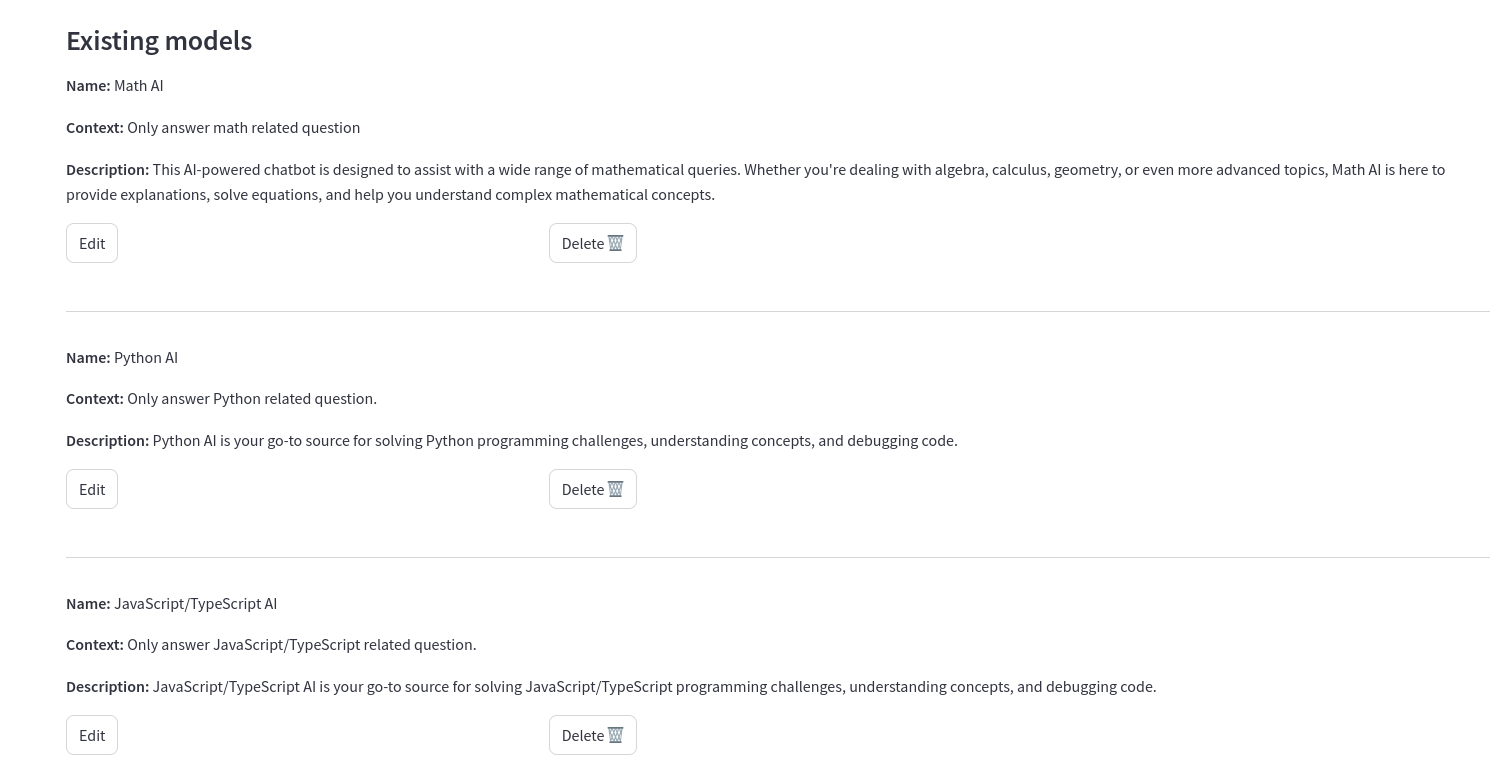 Existing models
Name: Math AI
Context: Only answer math related question
Description: This AI-powered chatbot is designed to assist with a wide range of mathematical queries. Whether you're dealing with algebra, calculus, geometry, or even more advanced topics, Math AI is here to
provide explanations, solve equations, and help you understand complex mathematical concepts.
Edit Delete 🗑️
Name: Python AI
Context: Only answer Python related question.
Description: Python AI is your go-to source for solving Python programming challenges, understanding concepts, and debugging code.
Edit Delete 🗑️
Name: JavaScript/TypeScript AI
Context: Only answer JavaScript/TypeScript related question.
Description: JavaScript/TypeScript AI is your go-to source for solving JavaScript/TypeScript programming challenges, understanding concepts, and debugging code.
Edit Delete 🗑️